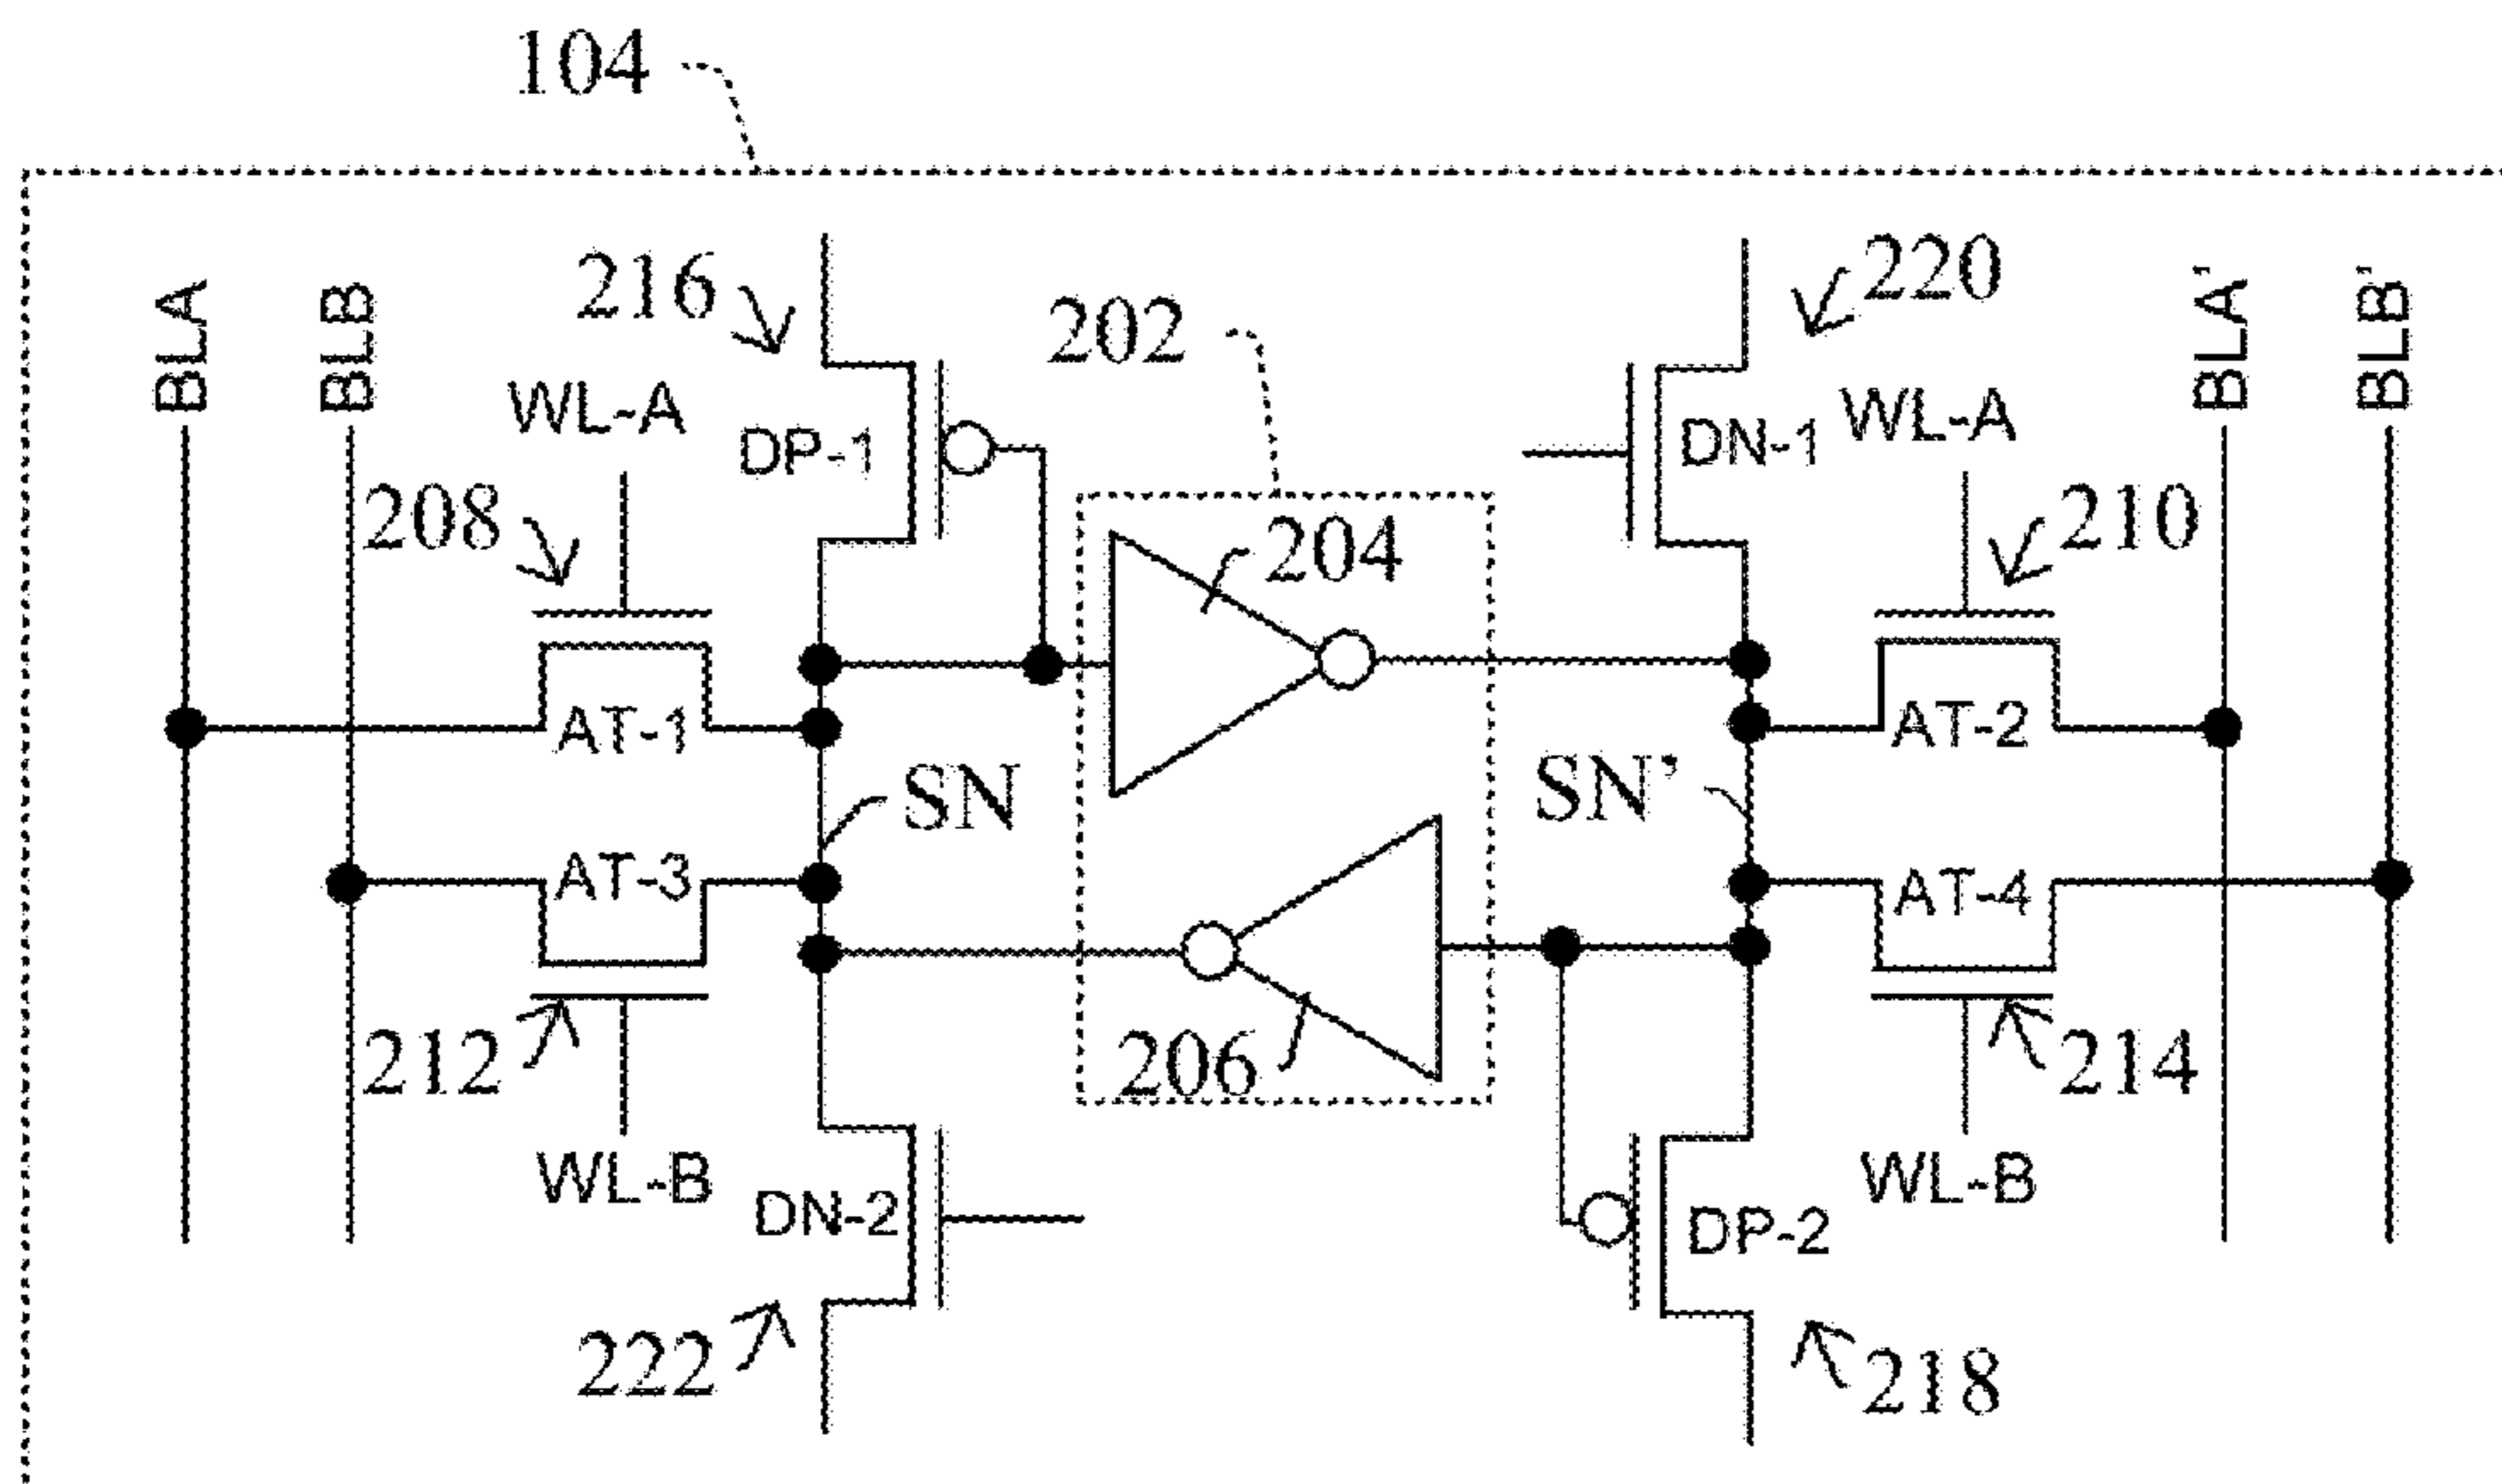 104
216
220
BLA
BLB
202
BLA'
BLB'
WL-A
DP-1
DN-1
WL-A
208
210
204
AT-1
AT-2
SN
SN’
AT-3
AT-4
212
206
214
WL-B
DN-2
WL-B
DP-2
222
218